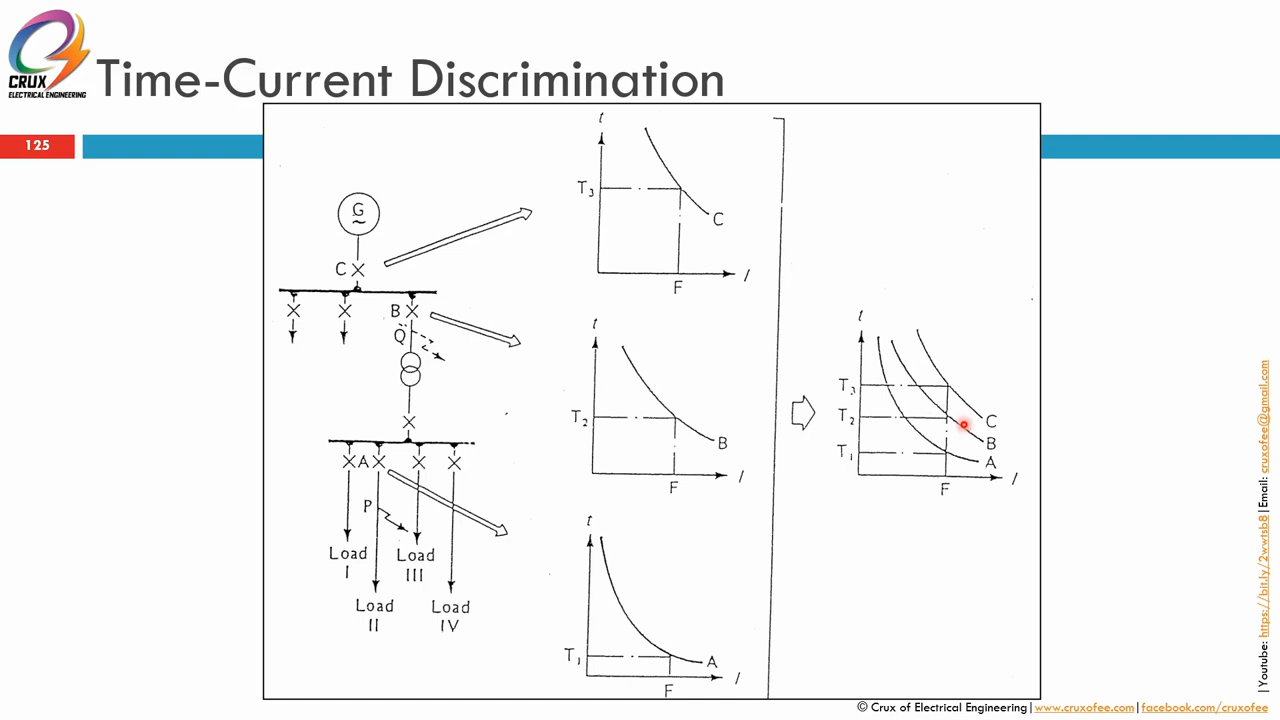 CRUX
ELECTRICAL ENGINEERING
Time-Current Discrimination
125
G
~
C
B
Q
A
P
Load
I
Load
III
Load
II
Load
IV
t
T3
C
F
I
t
T2
B
F
I
t
T1
A
F
I
t
T3
T2
T1
C
B
A
F
I
| Youtube: https://bit.ly/2wwtsb8 | Email: cruxofee@gmail.com
© Crux of Electrical Engineering | www.cruxofee.com | facebook.com/cruxofee